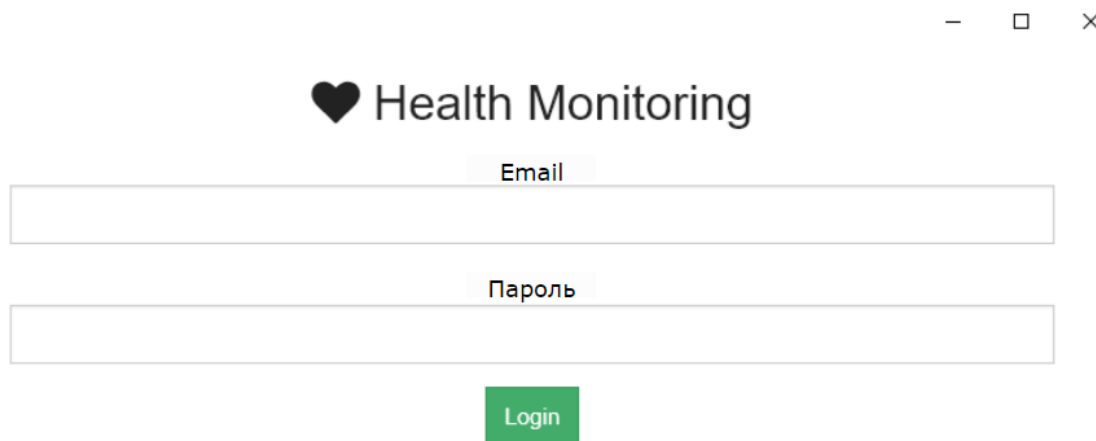 Health Monitoring
Email
Пароль
Login